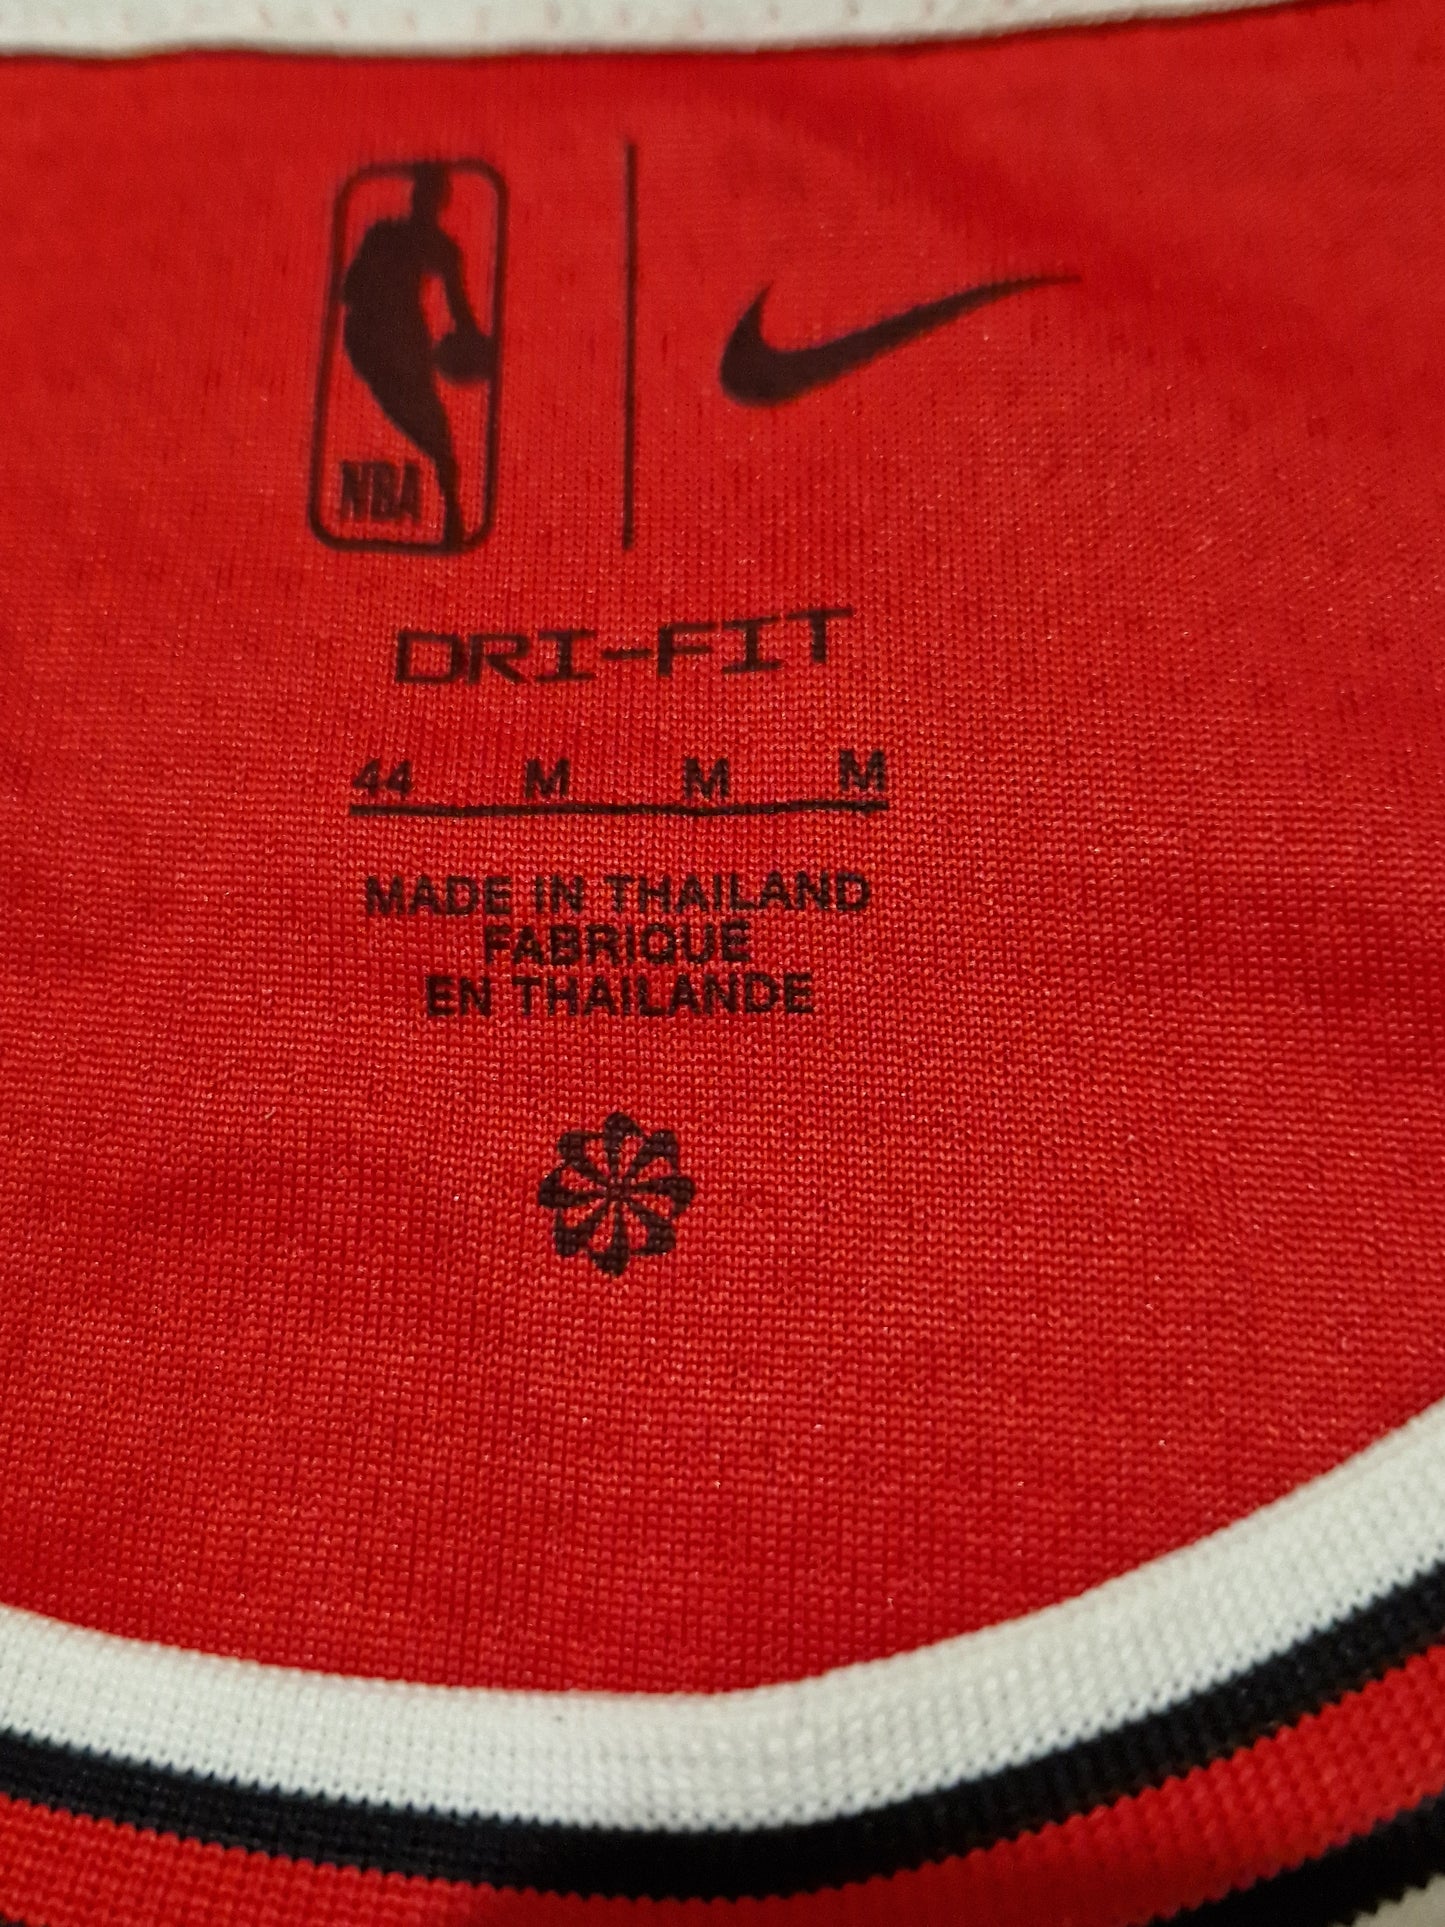 NBA
DRI-FIT
44 M M M
MADE IN THAILAND
FABRIQUE
EN THAILANDE